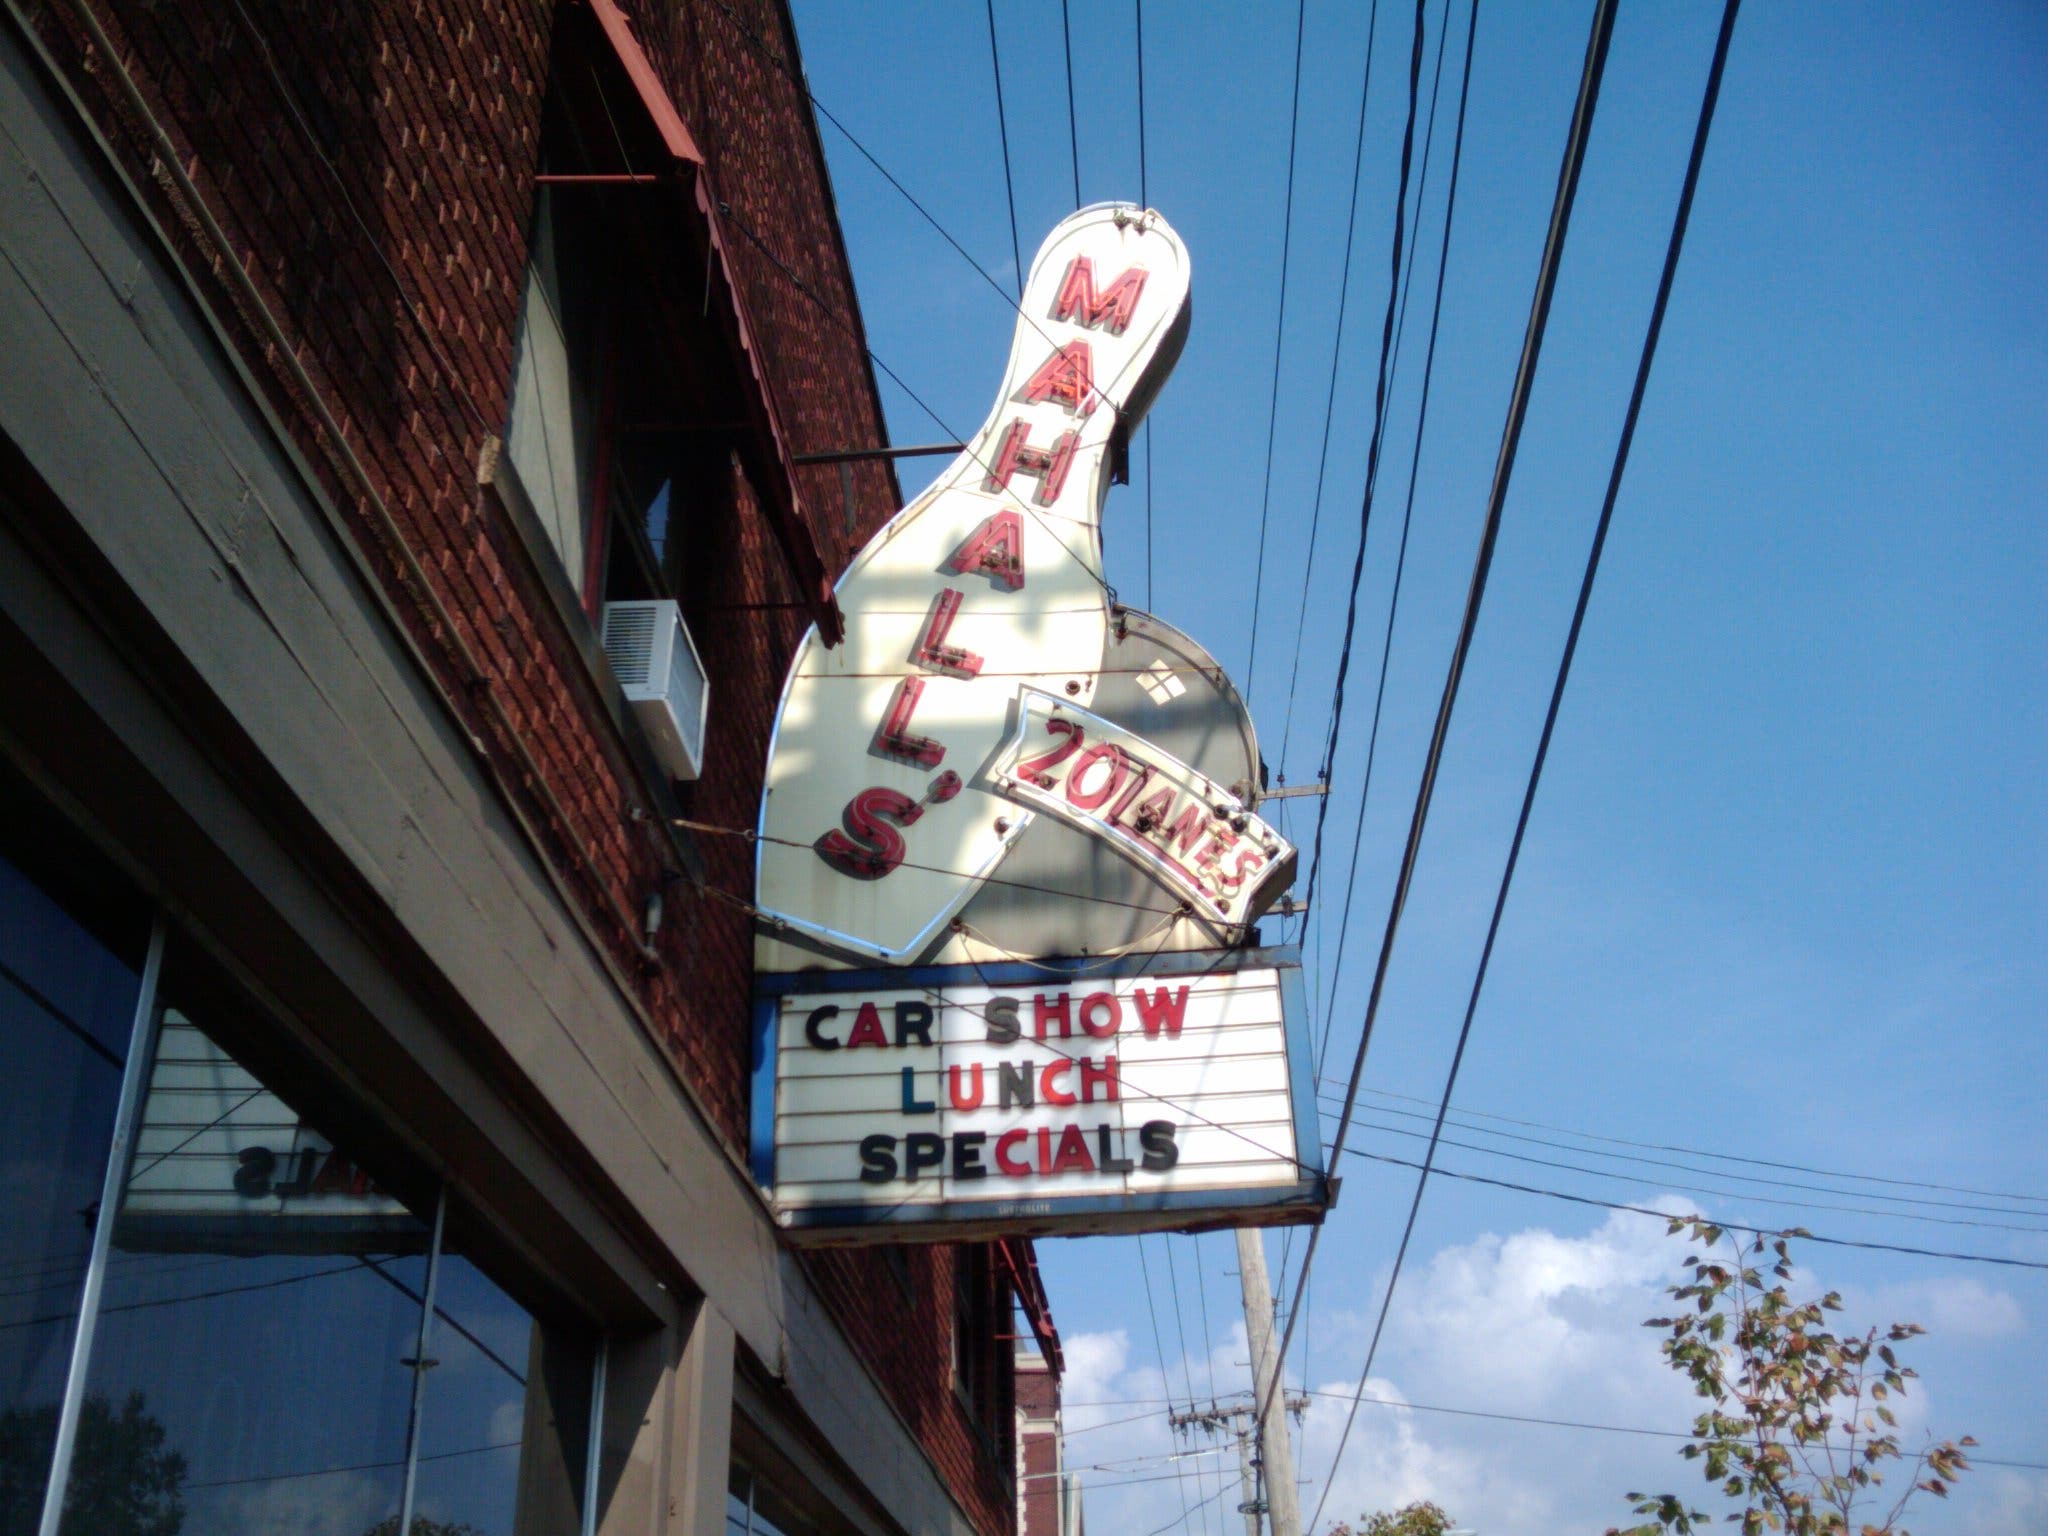 MAHALL'S
20 LANES
CAR SHOW
LUNCH
SPECIALS